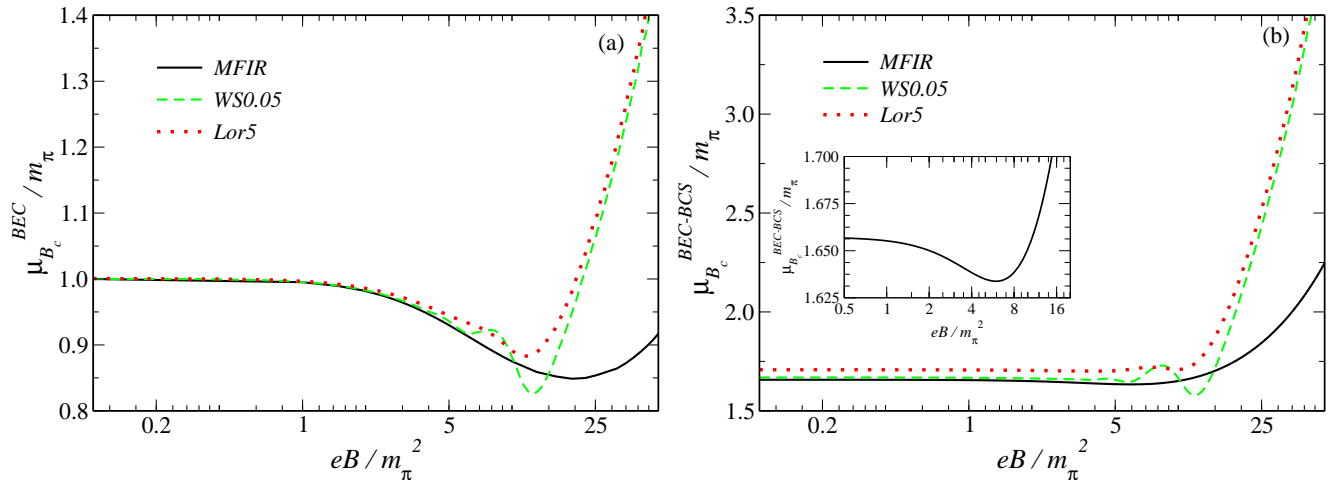 (a)
MFIR
WS0.05
Lor5
μ_{B_c}^{BEC} / m_π
1.4
1.3
1.2
1.1
1.0
0.9
0.8
0.2
1
5
25
eB / m_π^2
(b)
MFIR
WS0.05
Lor5
μ_{B_c}^{BEC-BCS} / m_π
3.5
3.0
2.5
2.0
1.5
μ_{B_c}^{BEC-BCS} / m_π
1.700
1.675
1.650
1.625
0.5
1
2
4
8
16
eB / m_π^2
0.2
1
5
25
eB / m_π^2